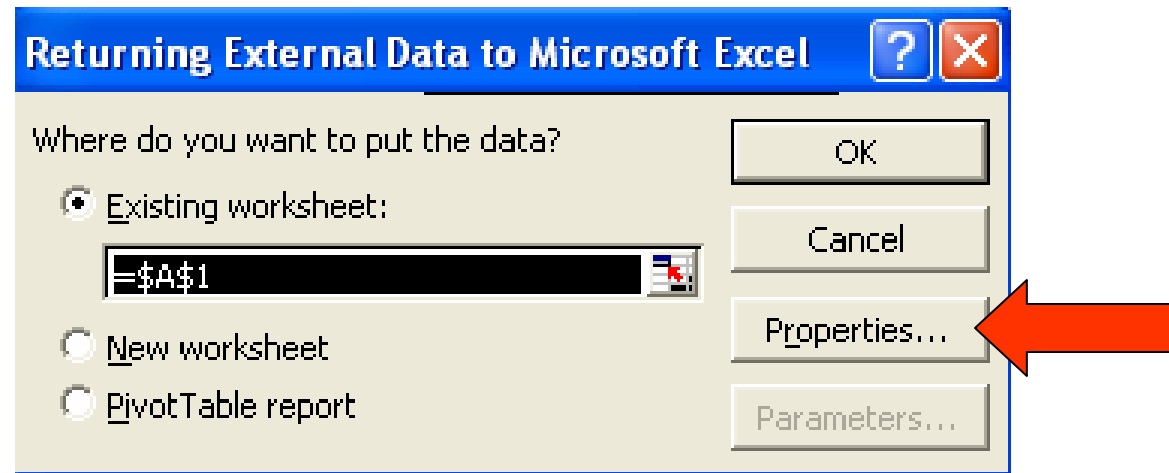 Returning External Data to Microsoft Excel
Where do you want to put the data?
Existing worksheet:
=$A$1
New worksheet
PivotTable report
OK
Cancel
Properties...
Parameters...